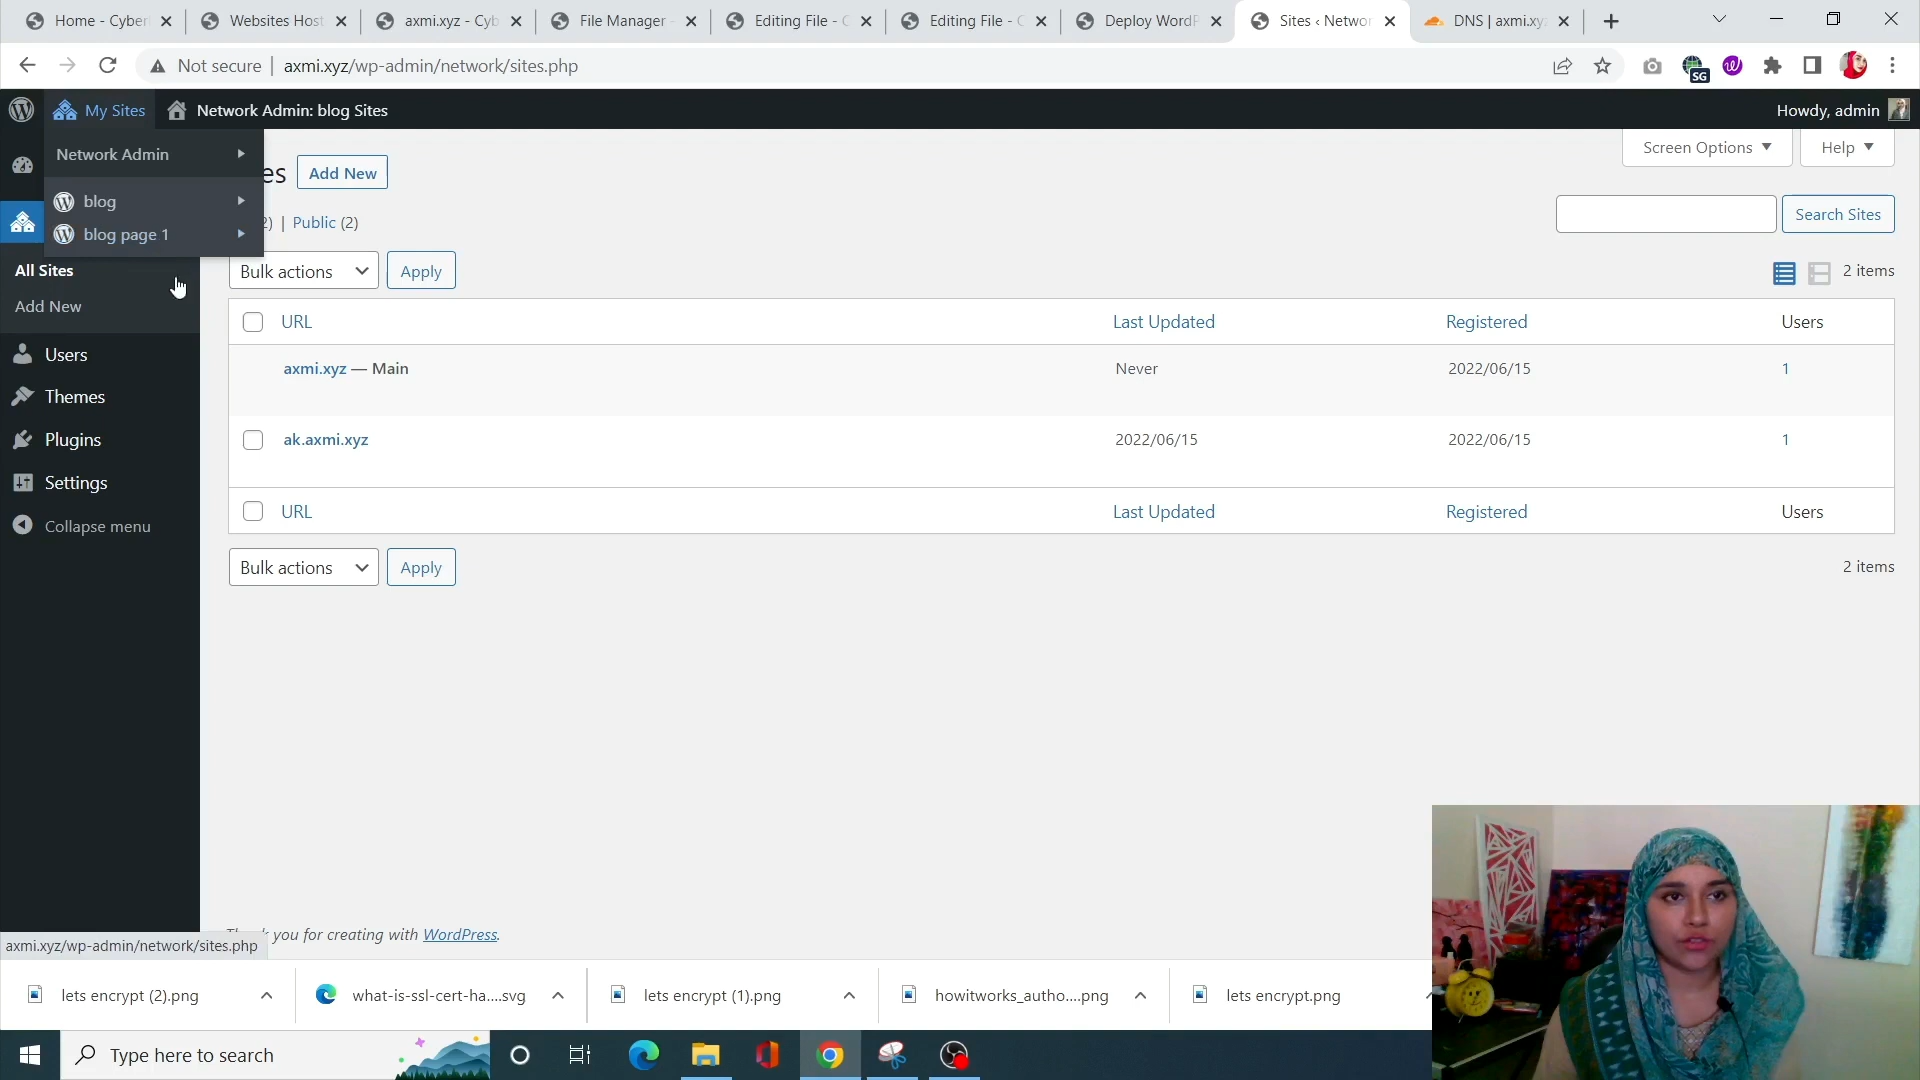 Home - Cyber
Websites Host
axmi.xyz - Cyb
File Manager -
Editing File - C
Editing File - C
Deploy WordP
Sites ‹ Networ
DNS | axmi.xy
Not secure
axmi.xyz/wp-admin/network/sites.php
SG
My Sites
Network Admin: blog Sites
Howdy, admin
Network Admin
blog
blog page 1
es
Add New
Screen Options
Help
2) | Public (2)
Search Sites
All Sites
Add New
Users
Themes
Plugins
Settings
Collapse menu
Bulk actions
Apply
2 items
URL
Last Updated
Registered
Users
axmi.xyz — Main
Never
2022/06/15
1
ak.axmi.xyz
2022/06/15
2022/06/15
1
URL
Last Updated
Registered
Users
Bulk actions
Apply
2 items
you for creating with WordPress.
axmi.xyz/wp-admin/network/sites.php
lets encrypt (2).png
what-is-ssl-cert-ha....svg
lets encrypt (1).png
howitworks_autho....png
lets encrypt.png
Type here to search